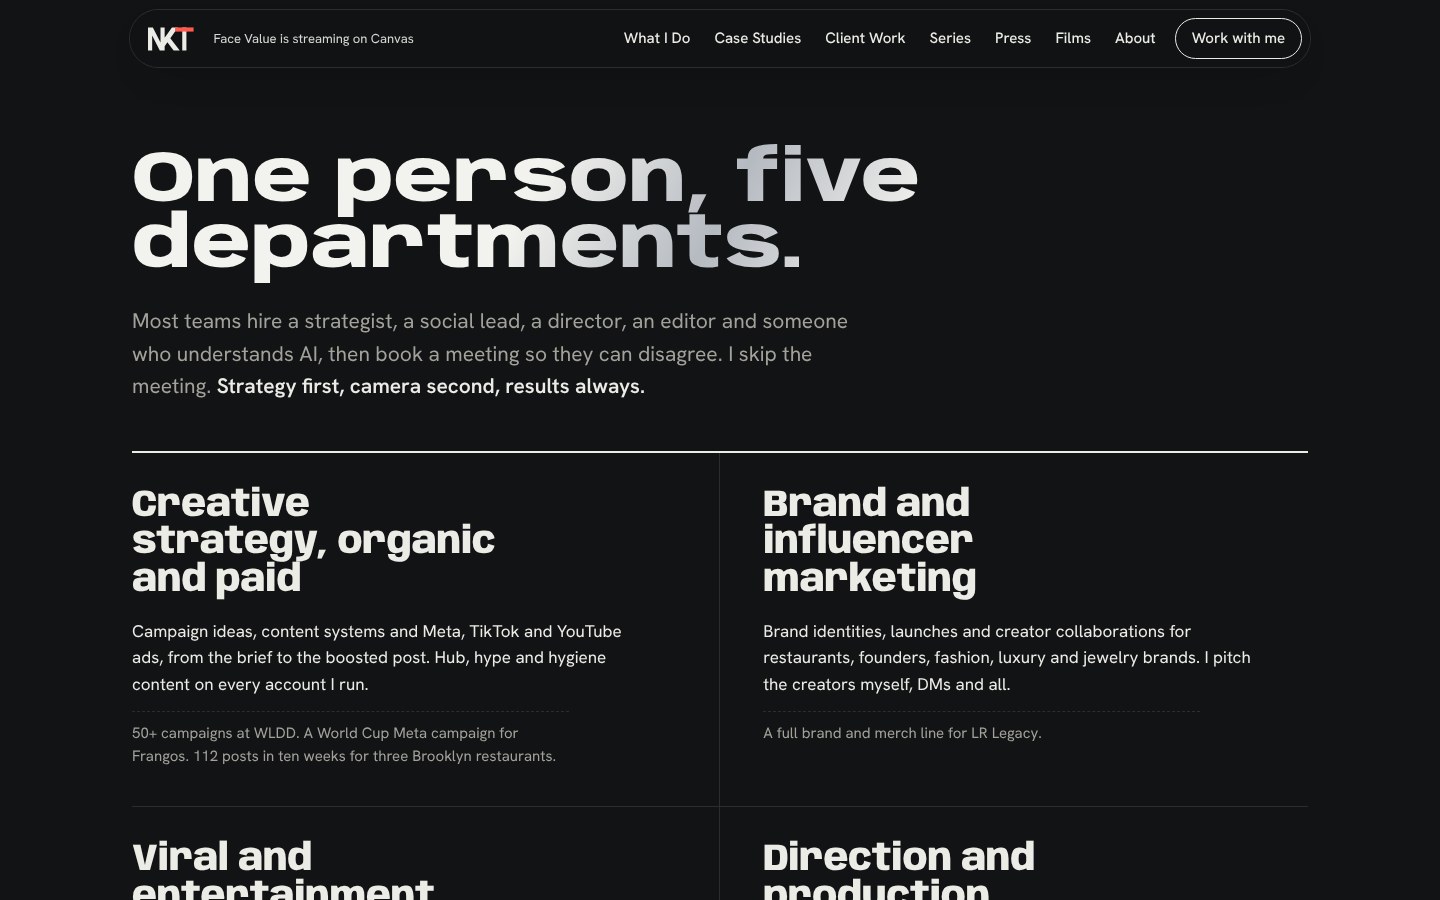 NKT
Face Value is streaming on Canvas
What I Do
Case Studies
Client Work
Series
Press
Films
About
Work with me
One person, five
departments.
Most teams hire a strategist, a social lead, a director, an editor and someone
who understands AI, then book a meeting so they can disagree. I skip the
meeting. Strategy first, camera second, results always.
Creative
strategy, organic
and paid
Campaign ideas, content systems and Meta, TikTok and YouTube
ads, from the brief to the boosted post. Hub, hype and hygiene
content on every account I run.
50+ campaigns at WLDD. A World Cup Meta campaign for
Frangos. 112 posts in ten weeks for three Brooklyn restaurants.
Brand and
influencer
marketing
Brand identities, launches and creator collaborations for
restaurants, founders, fashion, luxury and jewelry brands. I pitch
the creators myself, DMs and all.
A full brand and merch line for LR Legacy.
Viral and
entertainment
Direction and
production